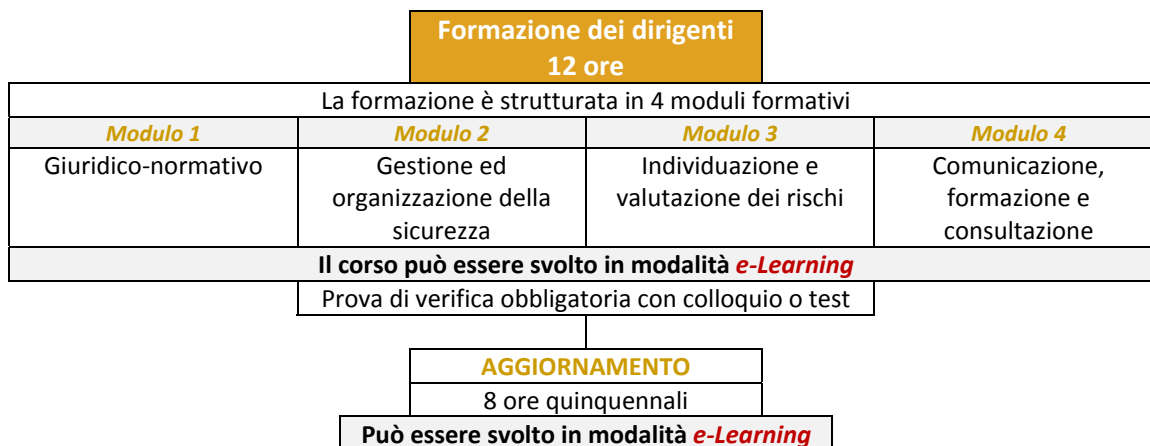 Formazione dei dirigenti
12 ore
La formazione è strutturata in 4 moduli formativi
Modulo 1
Modulo 2
Modulo 3
Modulo 4
Giuridico-normativo
Gestione ed
organizzazione della
sicurezza
Individuazione e
valutazione dei rischi
Comunicazione,
formazione e
consultazione
Il corso può essere svolto in modalità e-Learning
Prova di verifica obbligatoria con colloquio o test
AGGIORNAMENTO
8 ore quinquennali
Può essere svolto in modalità e-Learning